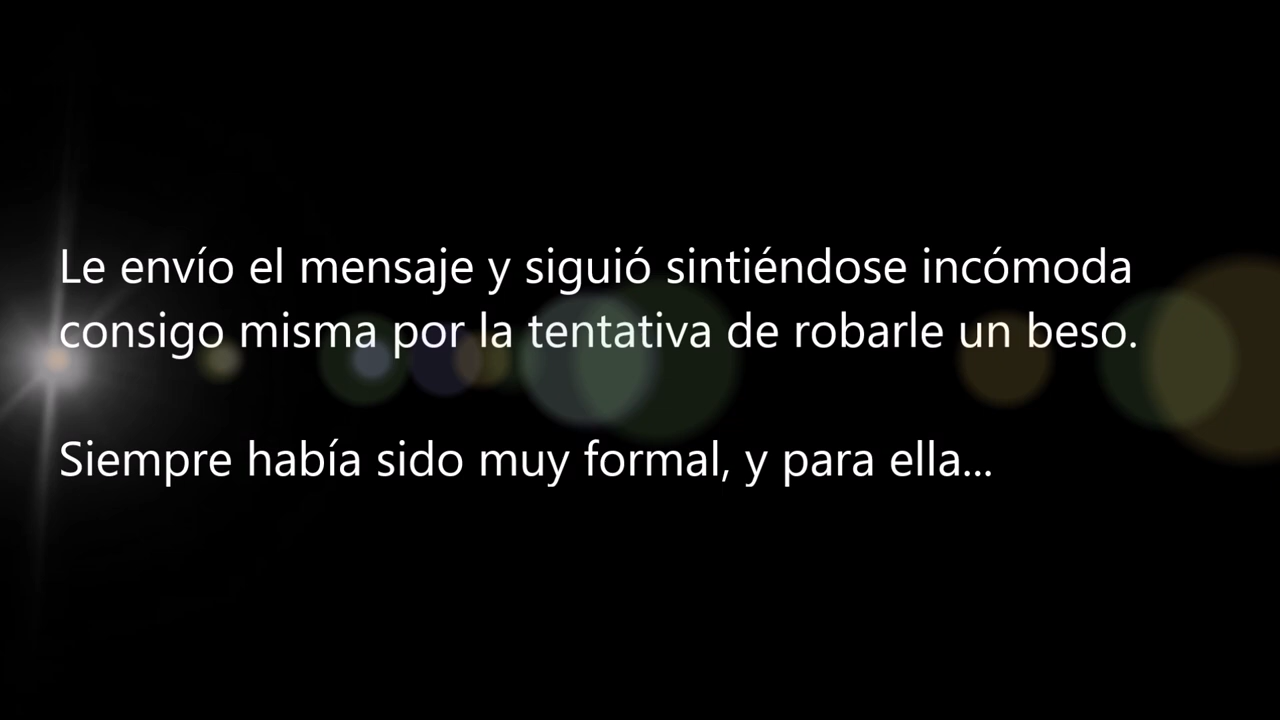 Le envío el mensaje y siguió sintiéndose incómoda
consigo misma por la tentativa de robarle un beso.
Siempre había sido muy formal, y para ella...